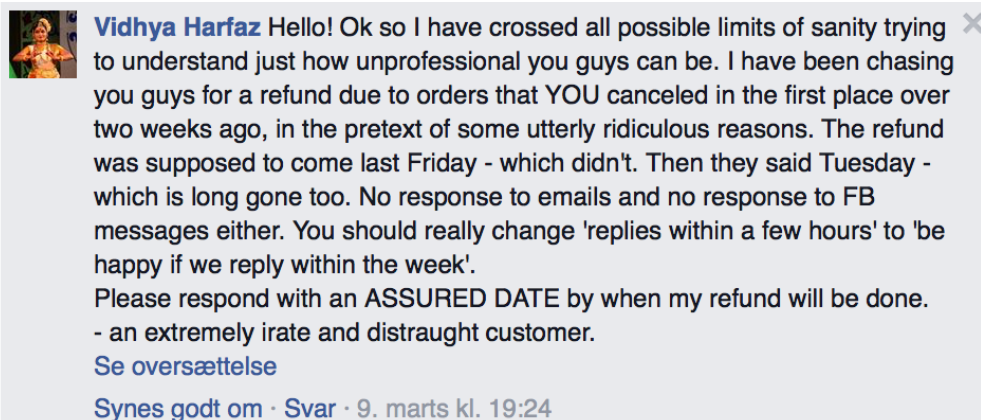 Vidhya Harfaz Hello! Ok so I have crossed all possible limits of sanity trying
to understand just how unprofessional you guys can be. I have been chasing
you guys for a refund due to orders that YOU canceled in the first place over
two weeks ago, in the pretext of some utterly ridiculous reasons. The refund
was supposed to come last Friday - which didn't. Then they said Tuesday -
which is long gone too. No response to emails and no response to FB
messages either. You should really change 'replies within a few hours' to 'be
happy if we reply within the week'.
Please respond with an ASSURED DATE by when my refund will be done.
- an extremely irate and distraught customer.
Se oversættelse
Synes godt om · Svar · 9. marts kl. 19:24